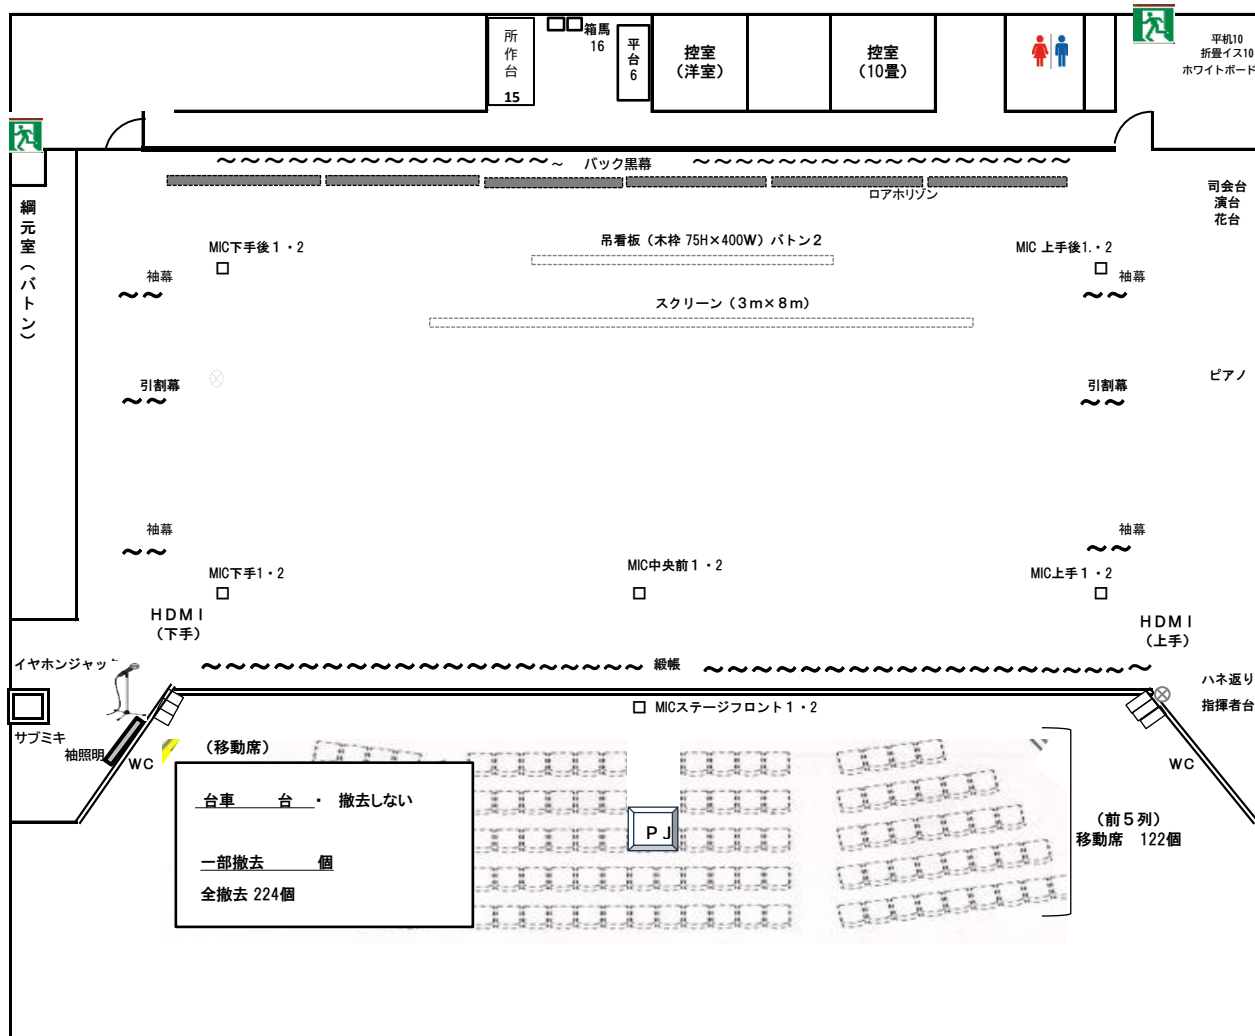 所作台
15
箱馬
16
平台6
控室
（洋室）
控室
（10畳）
平机10
折畳イス10
ホワイトボード
バック黒幕
ロアホリゾン
司会台
演台
花台
綱元室（バトン）
MIC下手後１・２
吊看板（木枠 75H×400W）バトン２
MIC 上手後1.・２
袖幕
袖幕
スクリーン（３ｍ×８ｍ）
引割幕
引割幕
ピアノ
袖幕
袖幕
MIC下手1・2
MIC中央前１・２
MIC上手１・２
ＨＤＭＩ
（下手）
ＨＤＭＩ
（上手）
イヤホンジャック
緞帳
ハネ返り
MICステージフロント１・２
指揮者台
サブミキ
袖照明
WC
（移動席）
WC
台車　　台　・　撤去しない
ＰＪ
（前５列）
移動席　122個
一部撤去　　　個
全撤去 224個